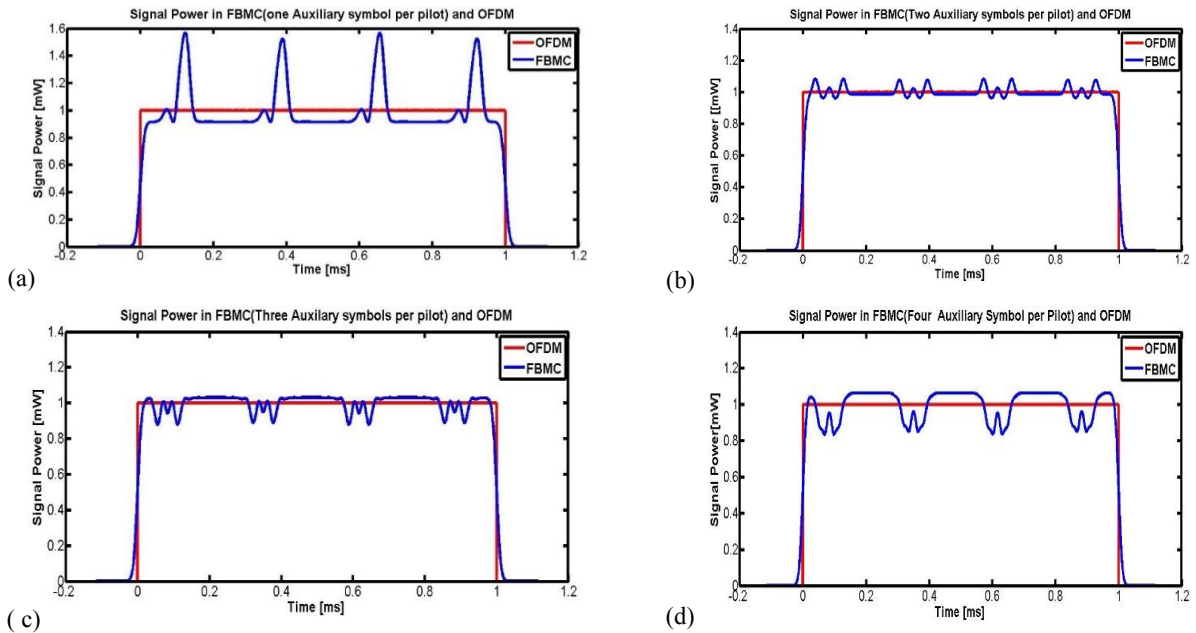 Signal Power in FBMC(one Auxiliary symbol per pilot) and OFDM
1.6
1.4
1.2
1
0.8
0.6
0.4
0.2
0
Signal Power [mW]
OFDM
FBMC
-0.2 0 0.2 0.4 0.6 0.8 1 1.2
Time [ms]
(a)
Signal Power in FBMC(Two Auxiliary symbols per pilot) and OFDM
1.4
1.2
1
0.8
0.6
0.4
0.2
0
Signal Power [[mW]
OFDM
FBMC
-0.2 0 0.2 0.4 0.6 0.8 1 1.2
Time [ms]
(b)
Signal Power in FBMC(Three Auxilary symbols per pilot) and OFDM
1.4
1.2
1
0.8
0.6
0.4
0.2
0
Signal Power [mW]
OFDM
FBMC
-0.2 0 0.2 0.4 0.6 0.8 1 1.2
Time [ms]
( c)
Signal Power in FBMC(Four Auxiliary Symbol per Pilot) and OFDM
1.4
1.2
1
0.8
0.6
0.4
0.2
0
Signal Power[mW]
OFDM
FBMC
-0.2 0 0.2 0.4 0.6 0.8 1 1.2
Time [ms]
(d)